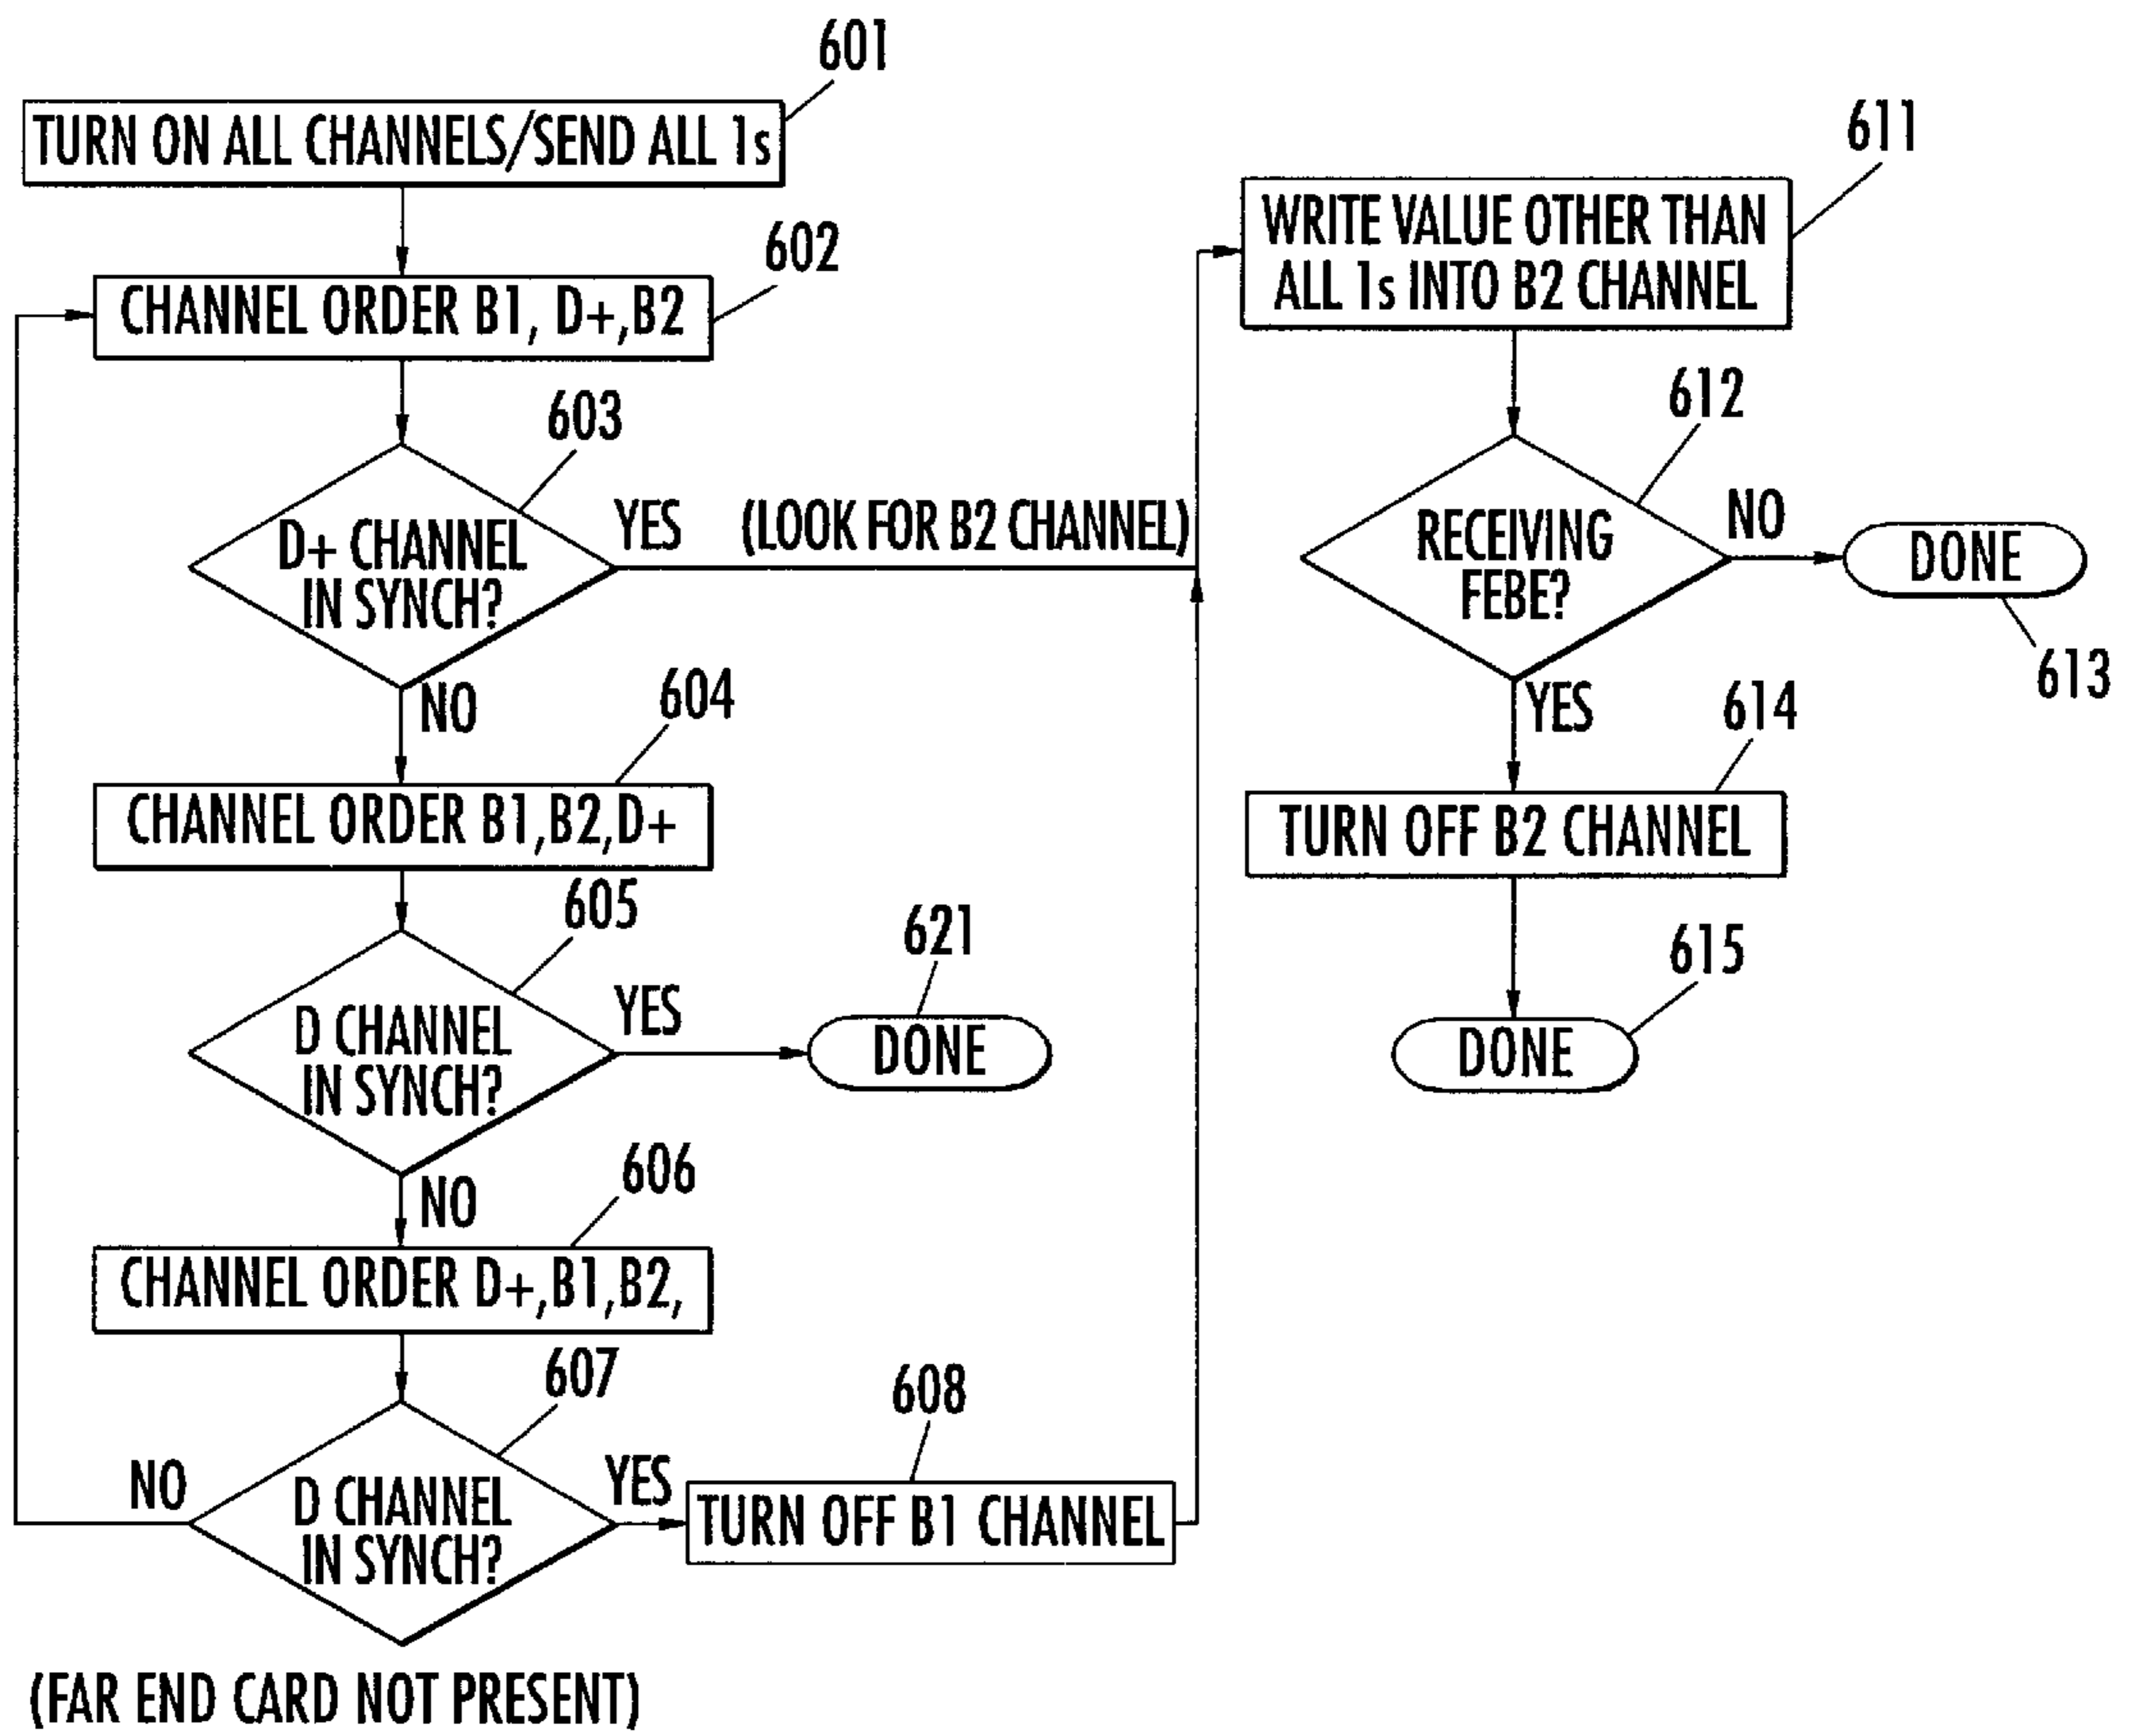 601
TURN ON ALL CHANNELS/SEND ALL 1s
602
CHANNEL ORDER B1, D+,B2
603
D+ CHANNEL
IN SYNCH?
YES
(LOOK FOR B2 CHANNEL)
NO
604
CHANNEL ORDER B1,B2,D+
605
D CHANNEL
IN SYNCH?
YES
621
DONE
NO
606
CHANNEL ORDER D+,B1,B2,
607
D CHANNEL
IN SYNCH?
NO
YES
608
TURN OFF B1 CHANNEL
(FAR END CARD NOT PRESENT)
611
WRITE VALUE OTHER THAN
ALL 1s INTO B2 CHANNEL
612
RECEIVING
FEBE?
NO
DONE
613
YES
614
TURN OFF B2 CHANNEL
615
DONE